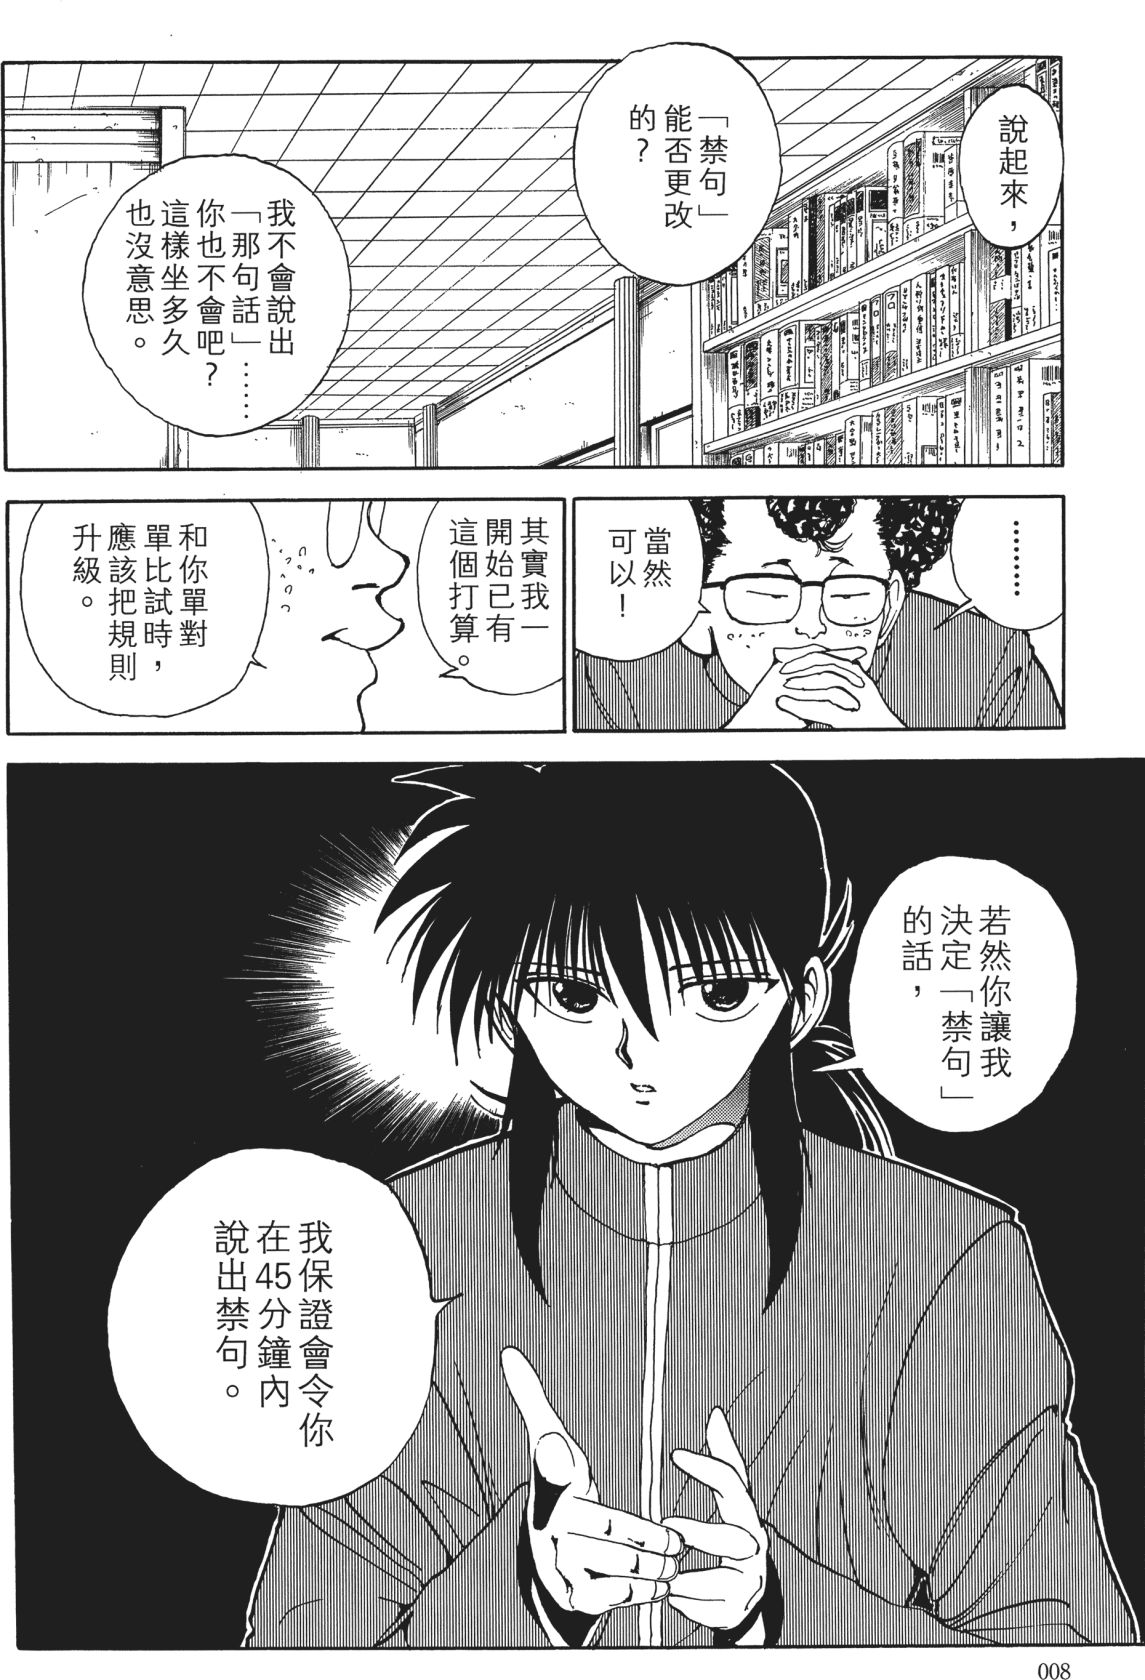 說起來，
「禁句」
能否更改
的？
我不會說出
「那句話」……
你也不會吧？
這樣坐多久
也沒意思。
………
當然
可以！
其實我一
開始已有
這個打算。
和你單對
單比試時，
應該把規則
升級。
若然你讓我
決定「禁句」
的話，
我保證會令你
在45分鐘內
說出禁句。
008